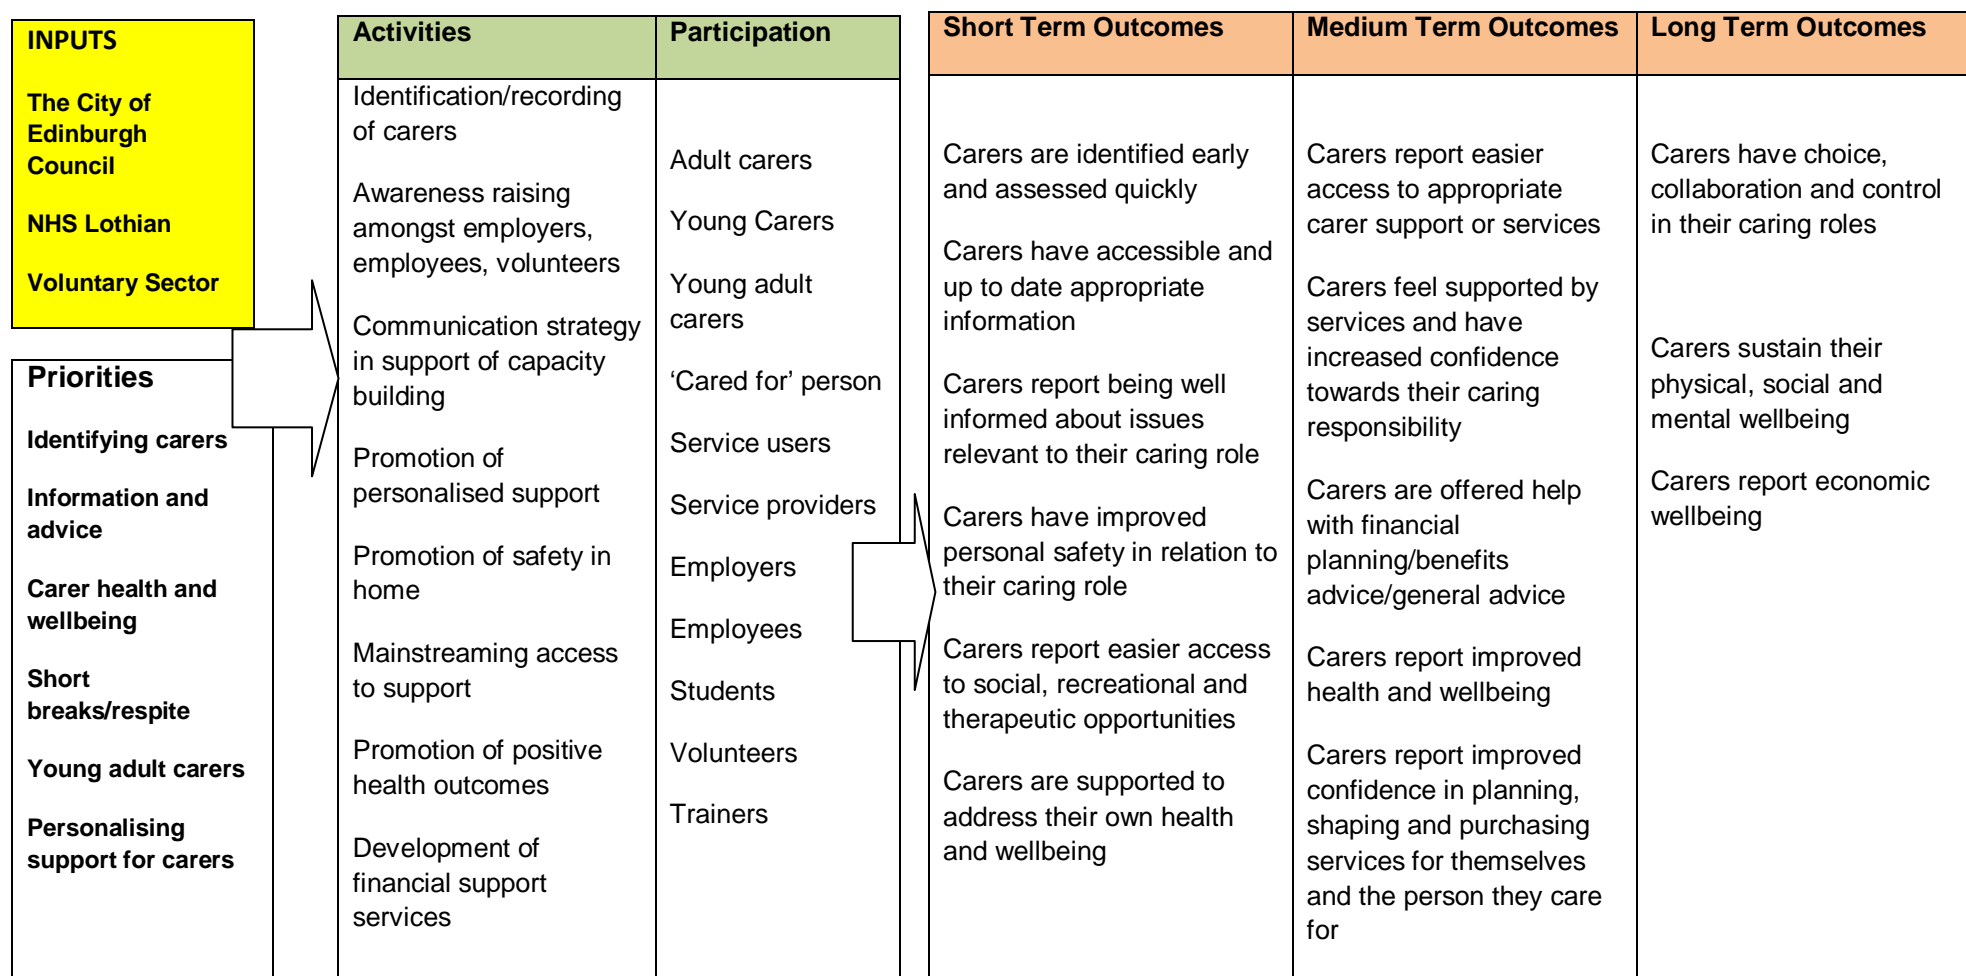 INPUTS
The City of
Edinburgh
Council
NHS Lothian
Voluntary Sector
Priorities
Identifying carers
Information and
advice
Carer health and
wellbeing
Short
breaks/respite
Young adult carers
Personalising
support for carers
Activities
Identification/recording
of carers
Awareness raising
amongst employers,
employees, volunteers
Communication strategy
in support of capacity
building
Promotion of
personalised support
Promotion of safety in
home
Mainstreaming access
to support
Promotion of positive
health outcomes
Development of
financial support
services
Participation
Adult carers
Young Carers
Young adult
carers
‘Cared for’ person
Service users
Service providers
Employers
Employees
Students
Volunteers
Trainers
Short Term Outcomes
Carers are identified early
and assessed quickly
Carers have accessible and
up to date appropriate
information
Carers report being well
informed about issues
relevant to their caring role
Carers have improved
personal safety in relation to
their caring role
Carers report easier access
to social, recreational and
therapeutic opportunities
Carers are supported to
address their own health
and wellbeing
Medium Term Outcomes
Carers report easier
access to appropriate
carer support or services
Carers feel supported by
services and have
increased confidence
towards their caring
responsibility
Carers are offered help
with financial
planning/benefits
advice/general advice
Carers report improved
health and wellbeing
Carers report improved
confidence in planning,
shaping and purchasing
services for themselves
and the person they care
for
Long Term Outcomes
Carers have choice,
collaboration and control
in their caring roles
Carers sustain their
physical, social and
mental wellbeing
Carers report economic
wellbeing